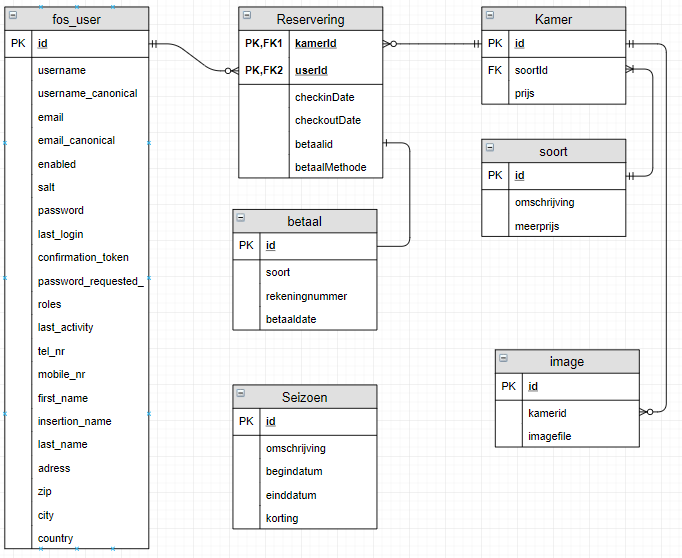 fos_user
PK id
username
username_canonical
email
email_canonical
enabled
salt
password
last_login
confirmation_token
password_requested_
roles
last_activity
tel_nr
mobile_nr
first_name
insertion_name
last_name
adress
zip
city
country
Reservering
PK,FK1 kamerId
PK,FK2 userId
checkinDate
checkoutDate
betaalid
betaalMethode
betaal
PK id
soort
rekeningnummer
betaaldate
Seizoen
PK id
omschrijving
begindatum
einddatum
korting
Kamer
PK id
FK soortId
prijs
soort
PK id
omschrijving
meerprijs
image
PK id
kamerid
imagefile